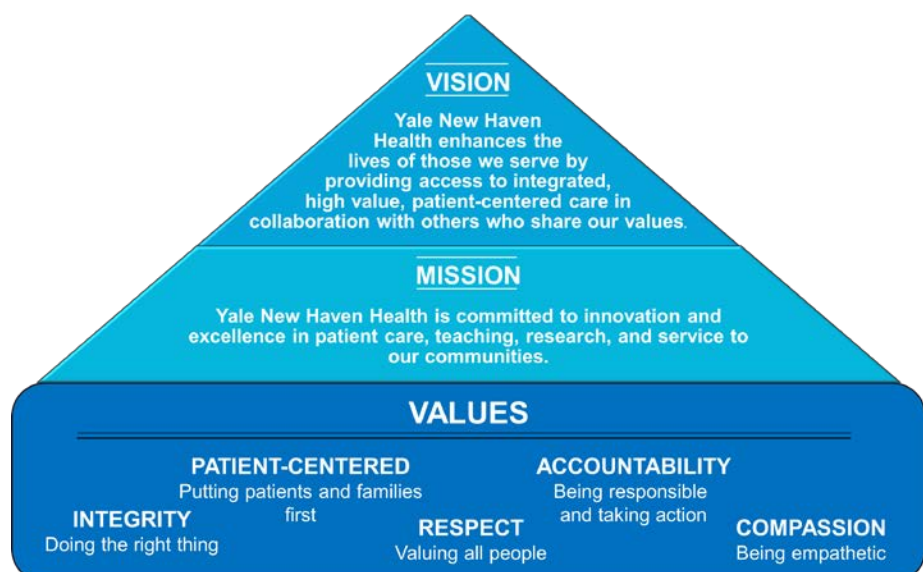 VISION
Yale New Haven
Health enhances the
lives of those we serve by
providing access to integrated,
high value, patient-centered care in
collaboration with others who share our values.
MISSION
Yale New Haven Health is committed to innovation and
excellence in patient care, teaching, research, and service to
our communities.
VALUES
INTEGRITY
Doing the right thing
PATIENT-CENTERED
Putting patients and families
first
RESPECT
Valuing all people
ACCOUNTABILITY
Being responsible
and taking action
COMPASSION
Being empathetic